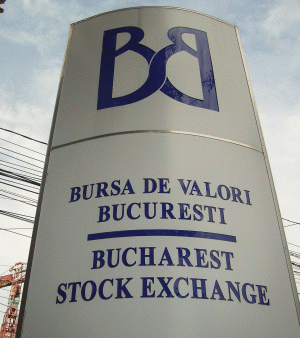 BURSA DE VALORI
BUCURESTI
BUCHAREST
STOCK EXCHANGE